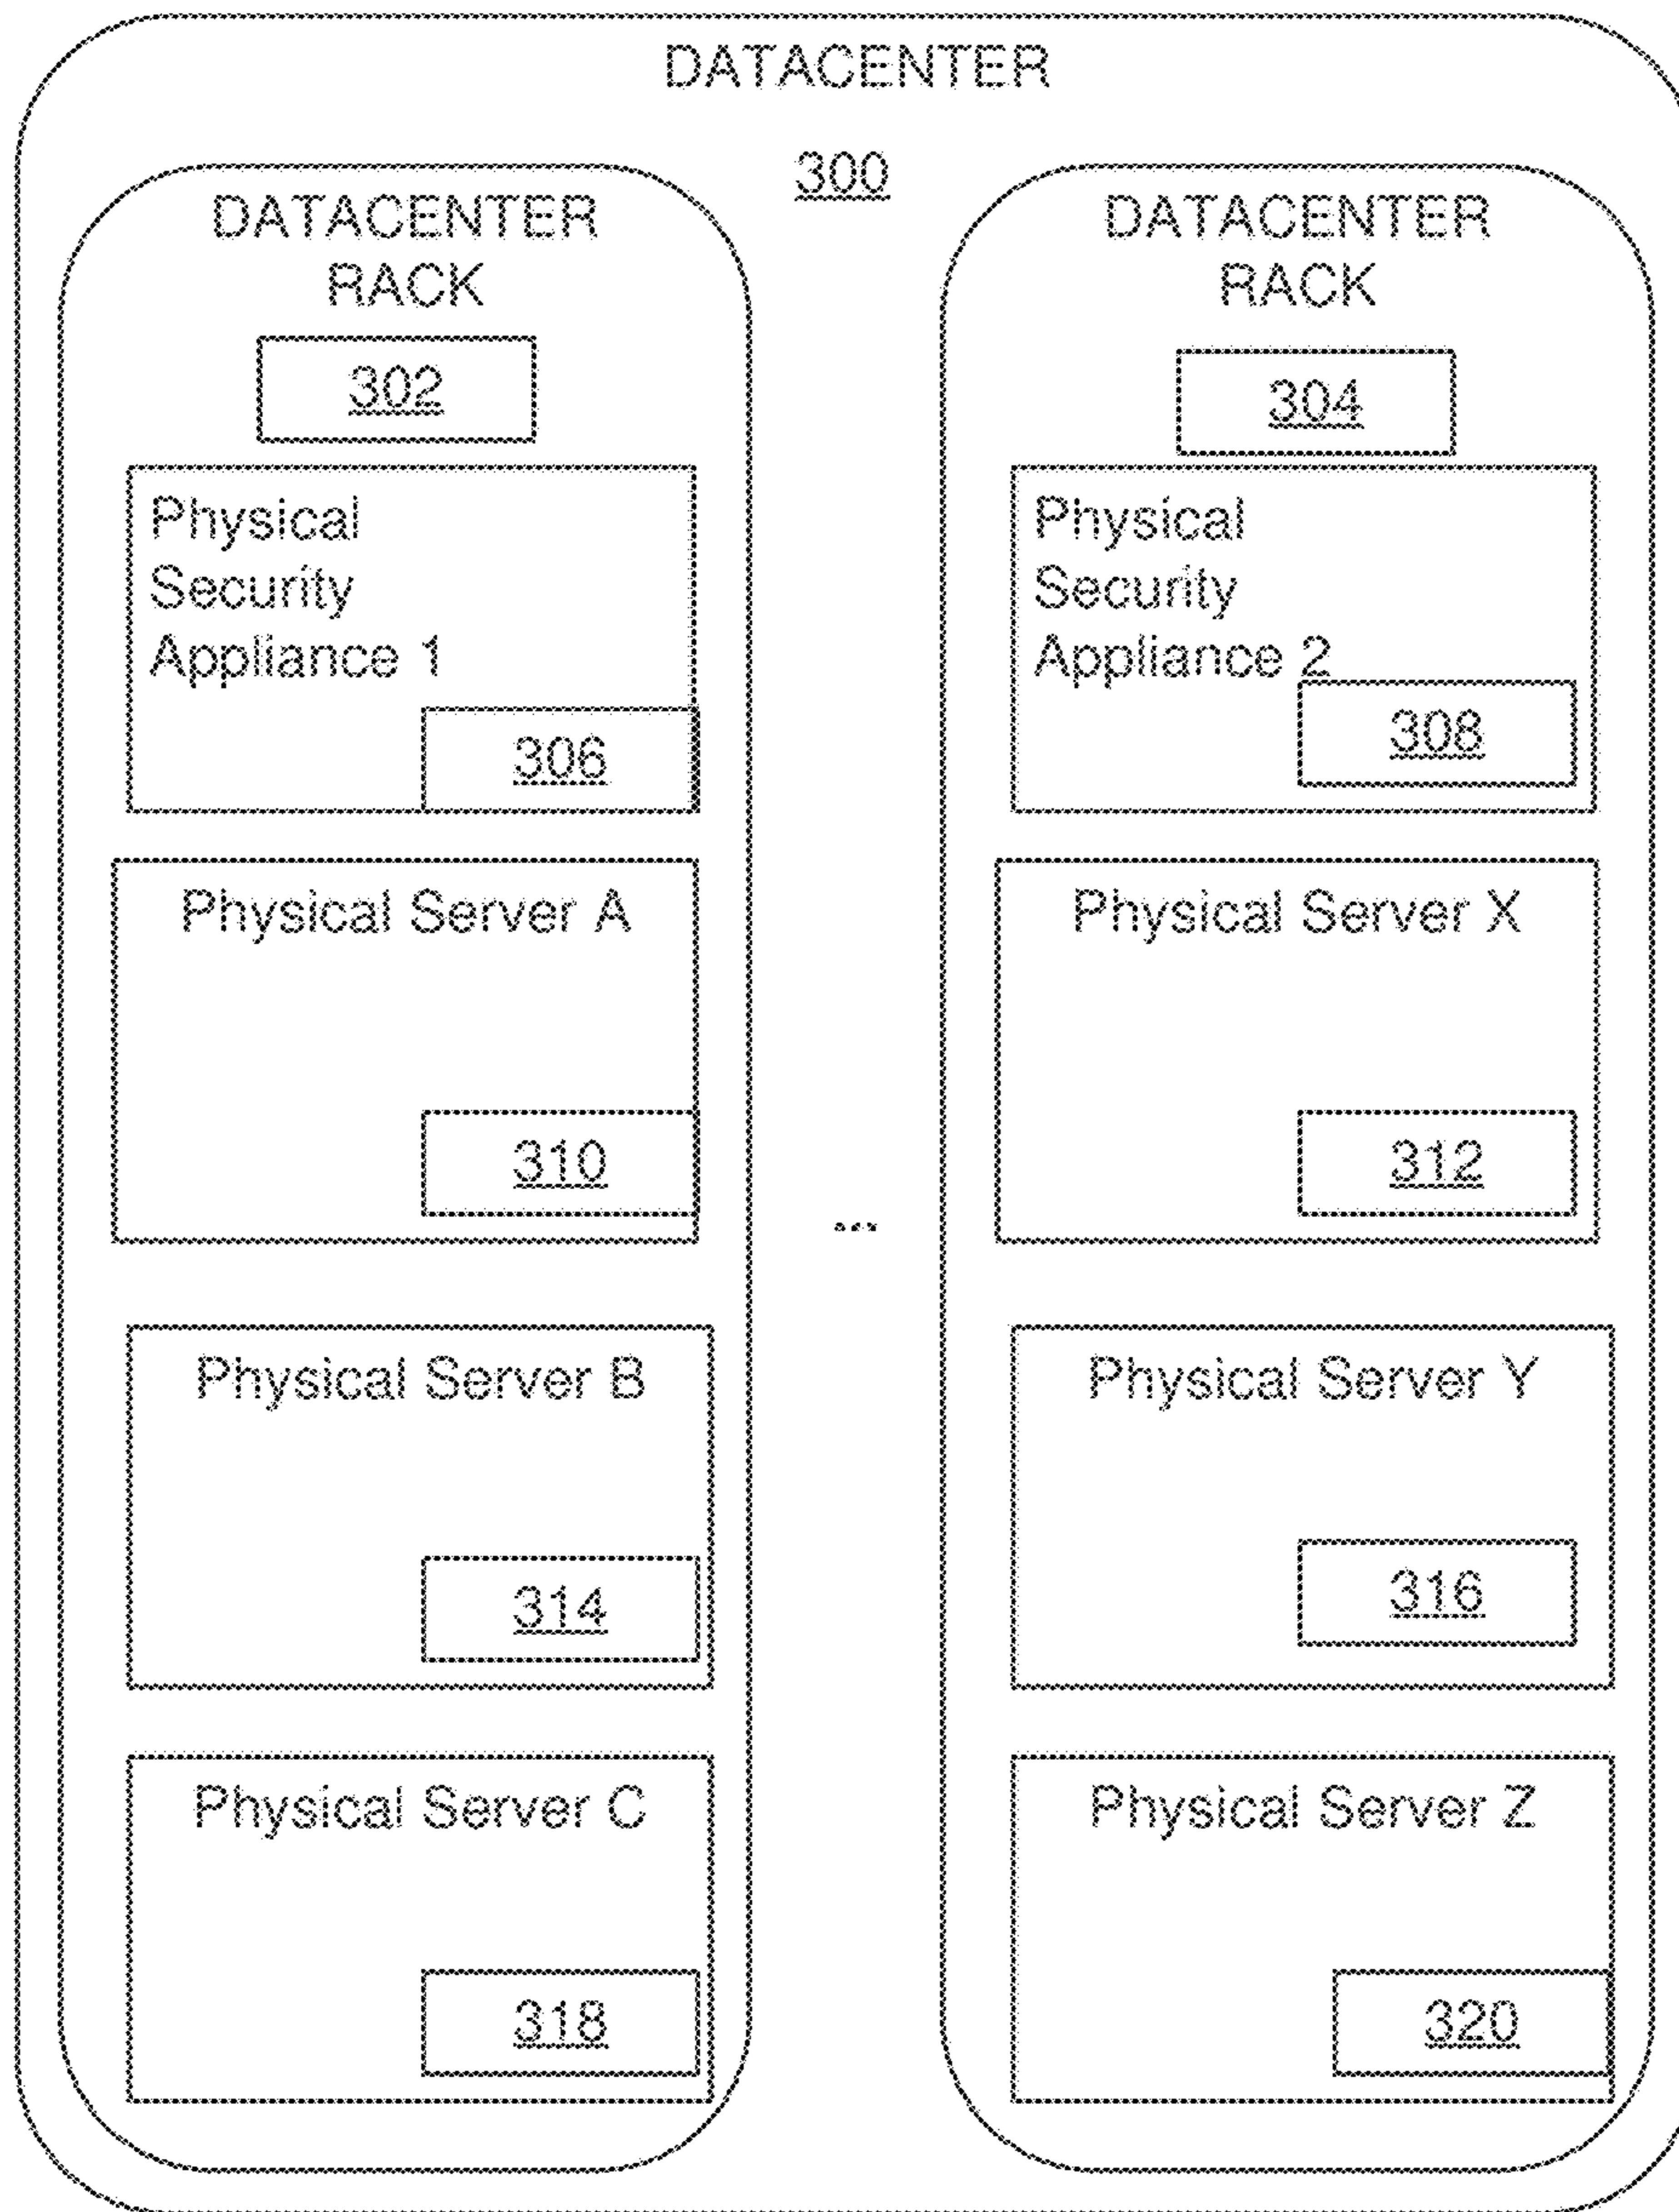 DATACENTER
300
DATACENTER
RACK
302
Physical
Security
Appliance 1
306
Physical Server A
310
Physical Server B
314
Physical Server C
318
...
DATACENTER
RACK
304
Physical
Security
Appliance 2
308
Physical Server X
312
Physical Server Y
316
Physical Server Z
320